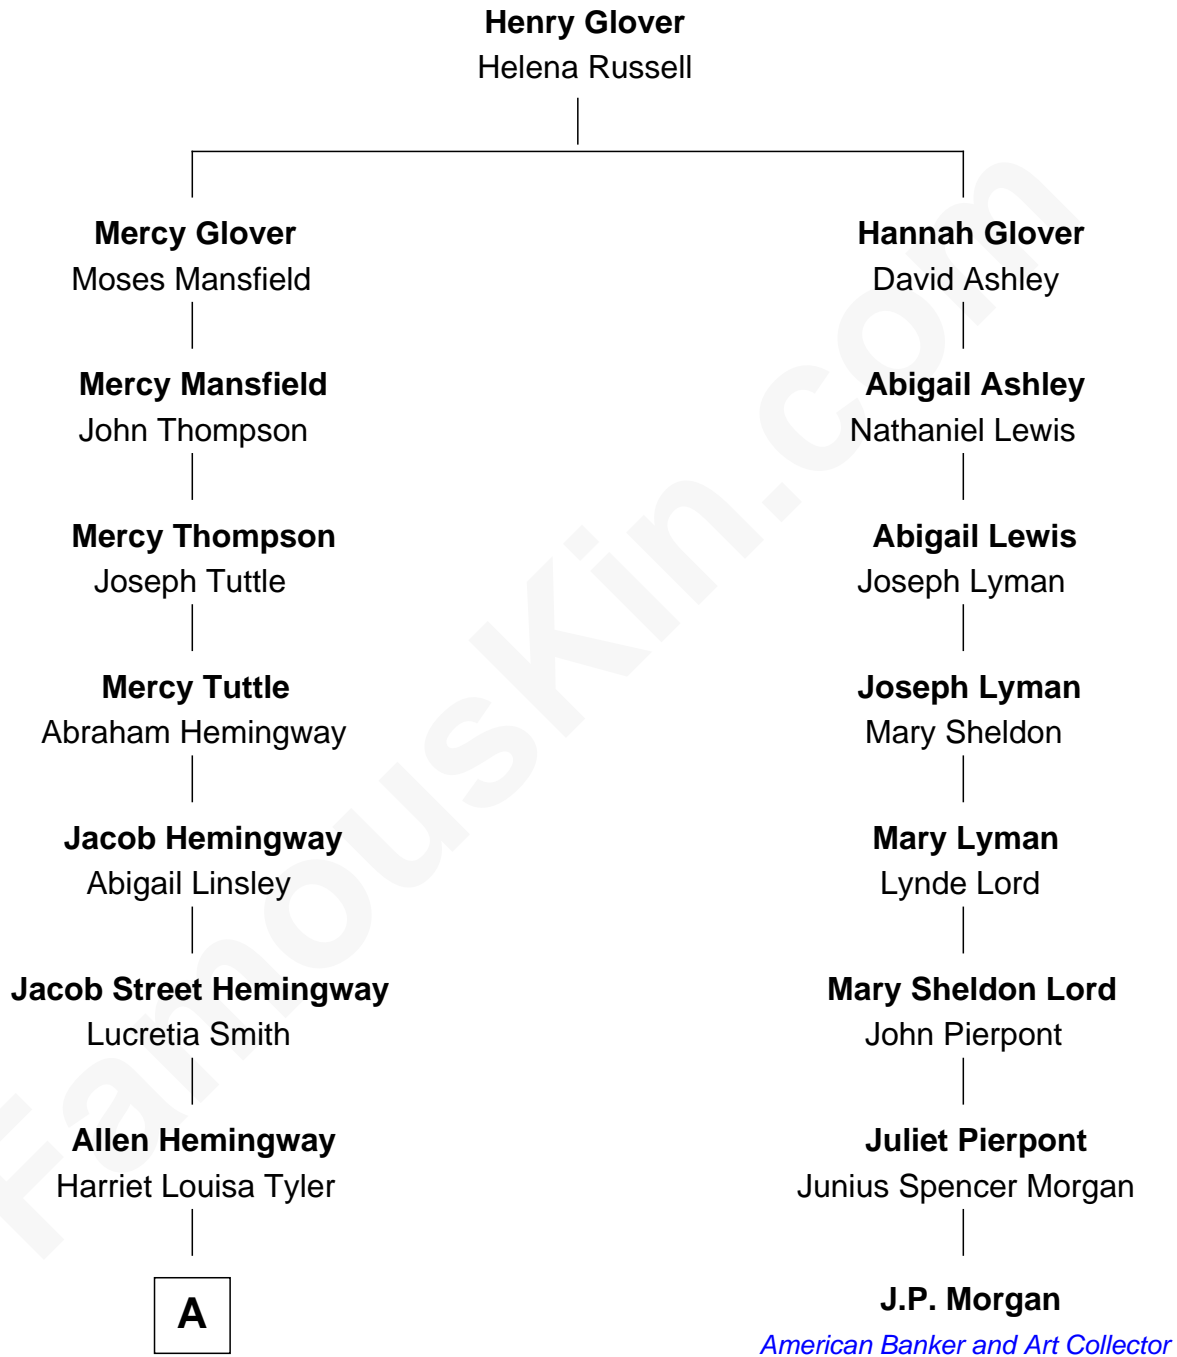 Henry Glover
Helena Russell
Mercy Glover
Moses Mansfield
Hannah Glover
David Ashley
Mercy Mansfield
John Thompson
Abigail Ashley
Nathaniel Lewis
Mercy Thompson
Joseph Tuttle
Abigail Lewis
Joseph Lyman
Mercy Tuttle
Abraham Hemingway
Joseph Lyman
Mary Sheldon
Jacob Hemingway
Abigail Linsley
Mary Lyman
Lynde Lord
Jacob Street Hemingway
Lucretia Smith
Mary Sheldon Lord
John Pierpont
Allen Hemingway
Harriet Louisa Tyler
Juliet Pierpont
Junius Spencer Morgan
A
J.P. Morgan
American Banker and Art Collector
FamousKin.com